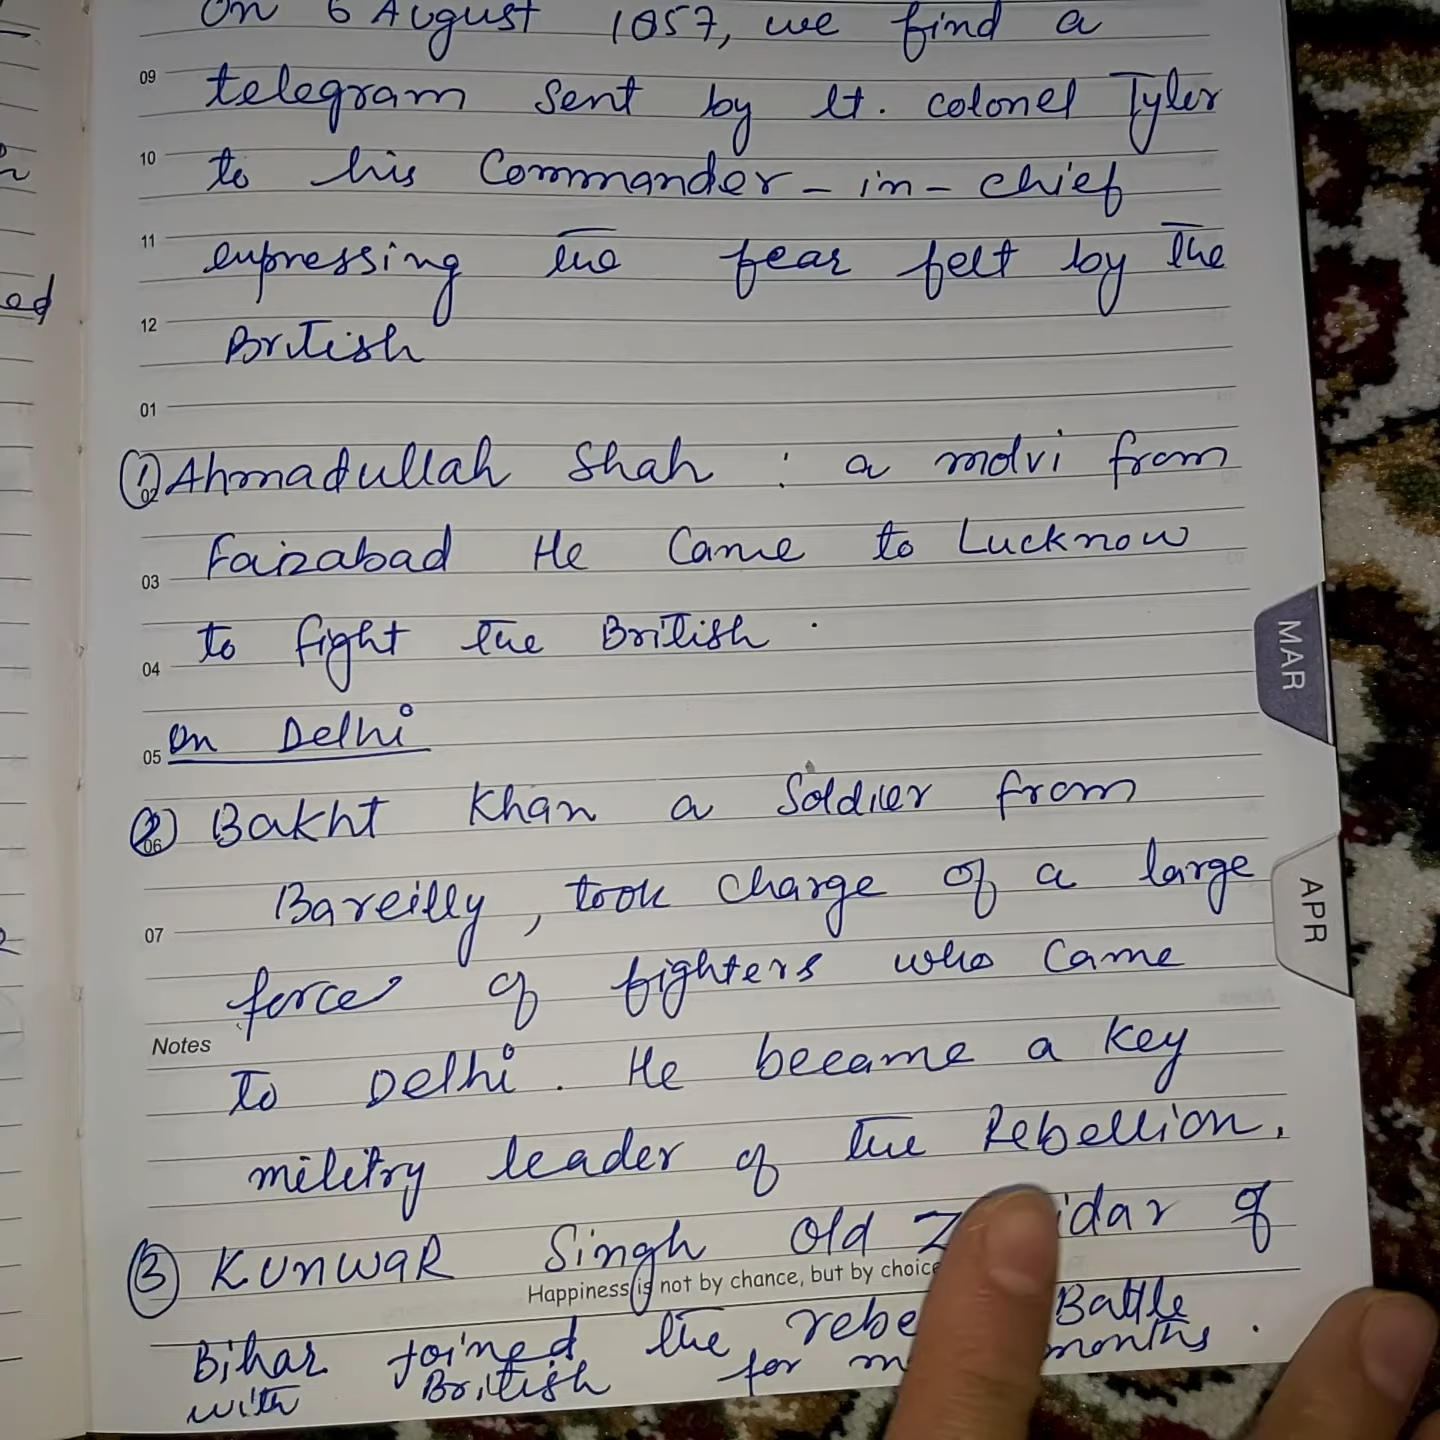 On 6 August 1857, we find a
09 telegram sent by lt. colonel Tyler
10 to his Commander-in-chief
11 expressing the fear felt by the
12 British
01
① Ahmadullah Shah : a molvi from
02
Faizabad He Came to Lucknow
03
to fight the British.
04
On Delhi
05
② Bakht Khan a Soldier from
06
Bareilly, took charge of a large
07
force of fighters who Came
Notes
To Delhi. He became a key
militry leader of the Rebellion.
③ KUNWAR Singh Old idar of
Happiness is not by chance, but by choice
Bihar joined the rebe Battle
with British for months.
ed
MAR
APR